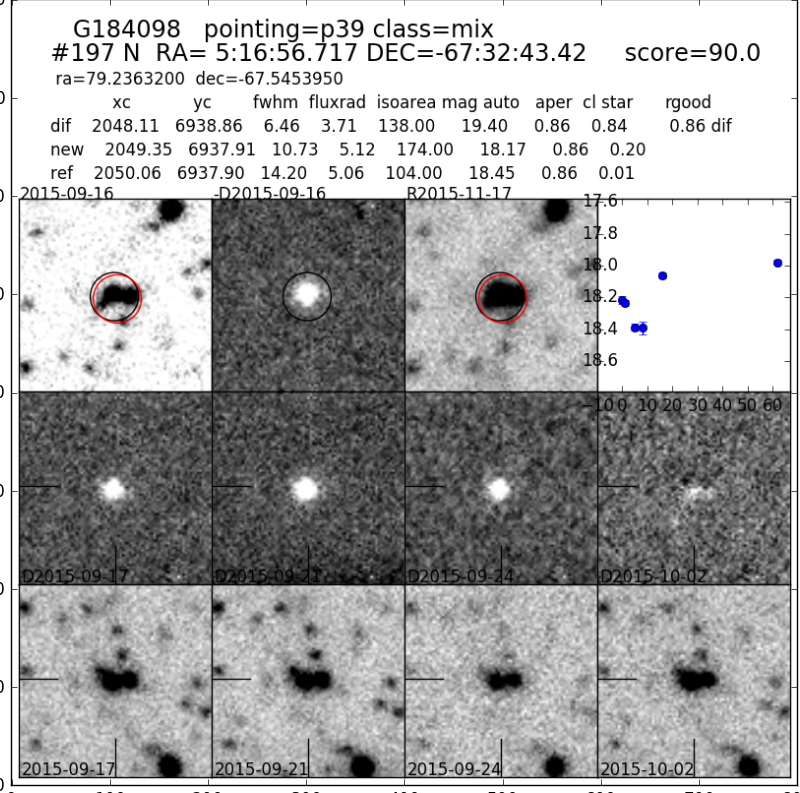 G184098 pointing=p39 class=mix
#197 N RA= 5:16:56.717 DEC=-67:32:43.42 score=90.0
ra=79.2363200 dec=-67.5453950
xc yc fwhm fluxrad isoarea mag auto aper cl star rgood
dif 2048.11 6938.86 6.46 3.71 138.00 19.40 0.86 0.84 0.86 dif
new 2049.35 6937.91 10.73 5.12 174.00 18.17 0.86 0.20
ref 2050.06 6937.90 14.20 5.06 104.00 18.45 0.86 0.01
2015-09-16 -D2015-09-16 R2015-11-17
17.6
17.8
18.0
18.2
18.4
18.6
−10 0 10 20 30 40 50 60
D2015-09-17 D2015-09-21 D2015-09-24 D2015-10-02
2015-09-17 2015-09-21 2015-09-24 2015-10-02